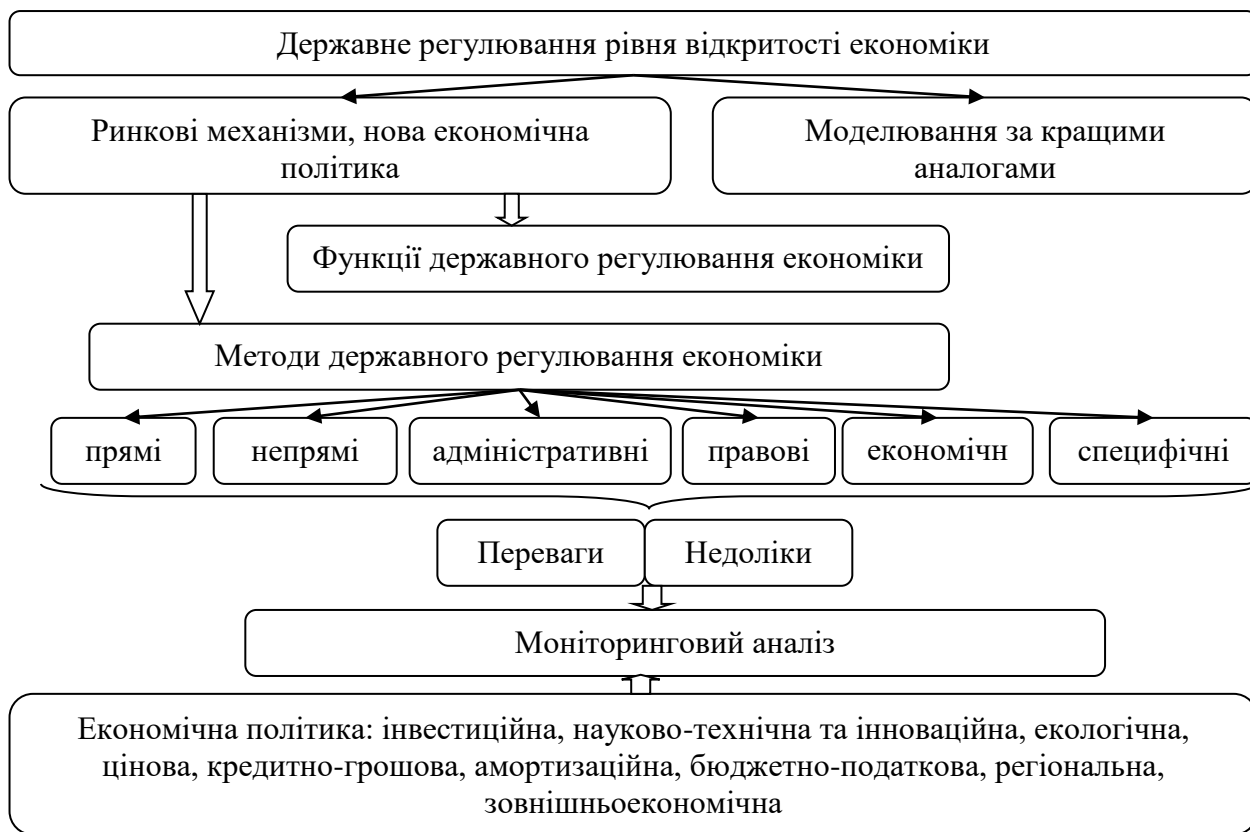 Державне регулювання рівня відкритості економіки
Ринкові механізми, нова економічна
політика
Моделювання за кращими
аналогами
Функції державного регулювання економіки
Методи державного регулювання економіки
прямі
непрямі
адміністративні
правові
економічн
специфічні
Переваги
Недоліки
Моніторинговий аналіз
Економічна політика: інвестиційна, науково-технічна та інноваційна, екологічна,
цінова, кредитно-грошова, амортизаційна, бюджетно-податкова, регіональна,
зовнішньоекономічна